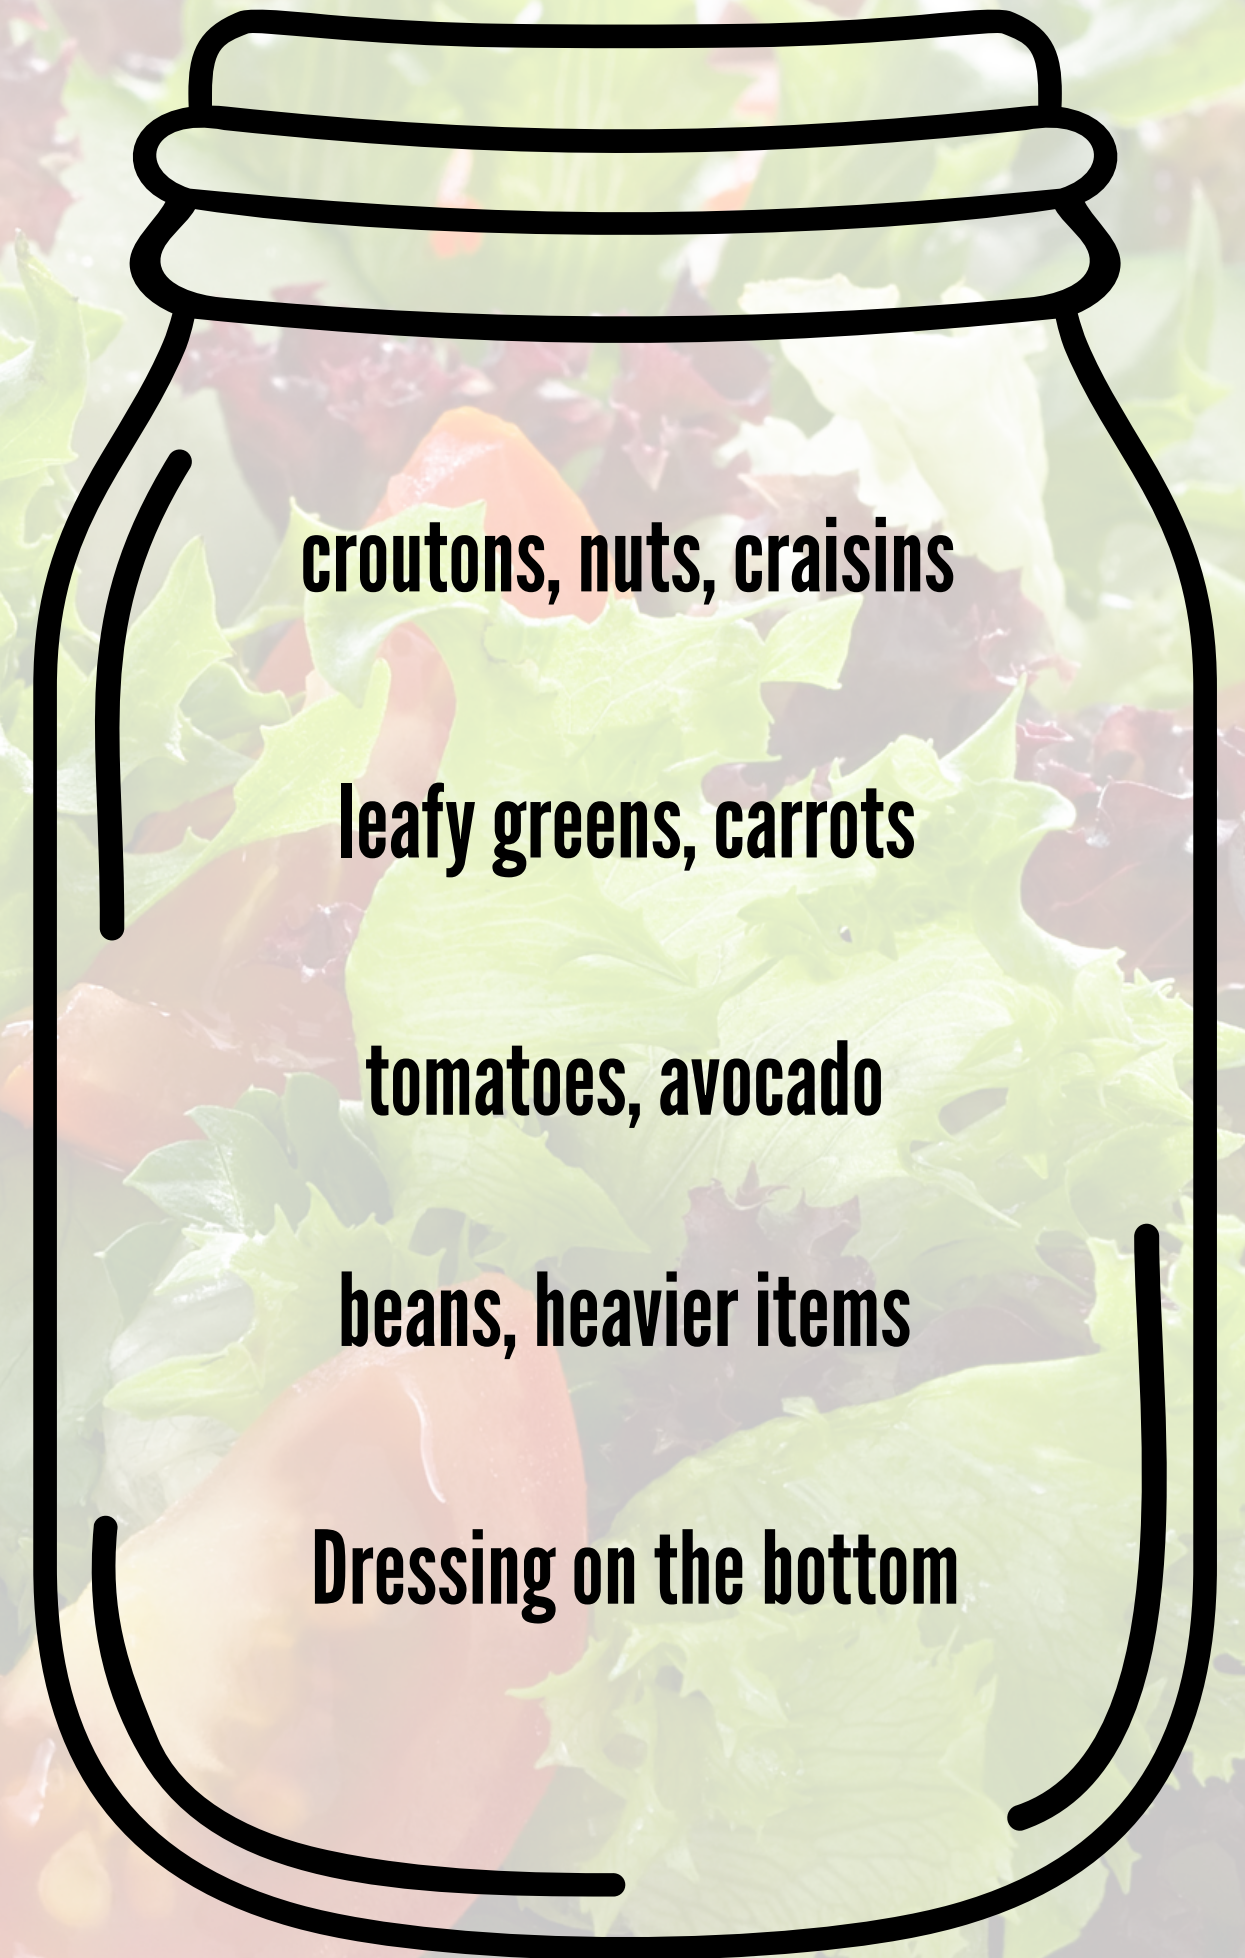 croutons, nuts, craisins
leafy greens, carrots
tomatoes, avocado
beans, heavier items
Dressing on the bottom